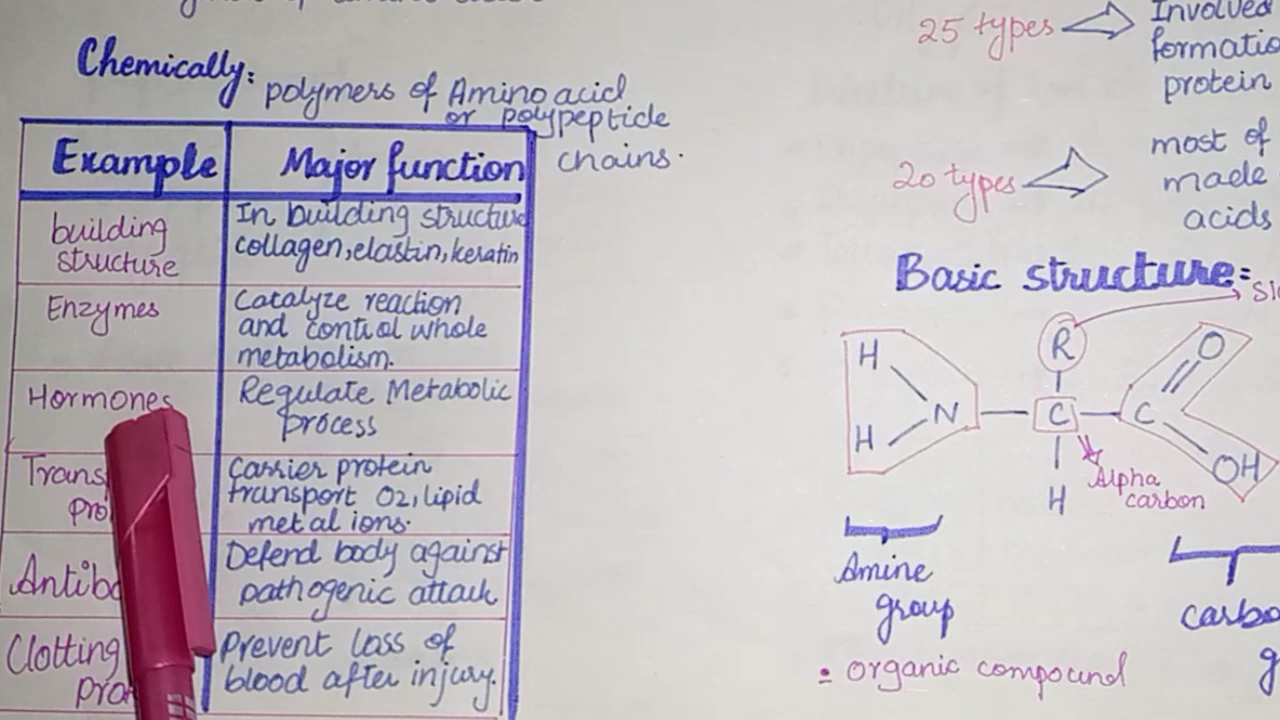 Chemically:
polymers of Amino acid
or polypeptide
chains.
Example
Major function
building
structure
In building structure
collagen, elastin, keratin
Enzymes
Catalyze reaction
and control whole
metabolism.
Hormones
Regulate Metabolic
process
Carrier protein
transport O2, lipid
metal ions.
Defend body against
pathogenic attack
Clotting
Prevent loss of
blood after injury.
25 types
Involved
protein
20 types
most of
made
acids
Basic structure:
R
H
H
N
C
C
O
OH
H
Alpha
carbon
Amine
group
: organic compound